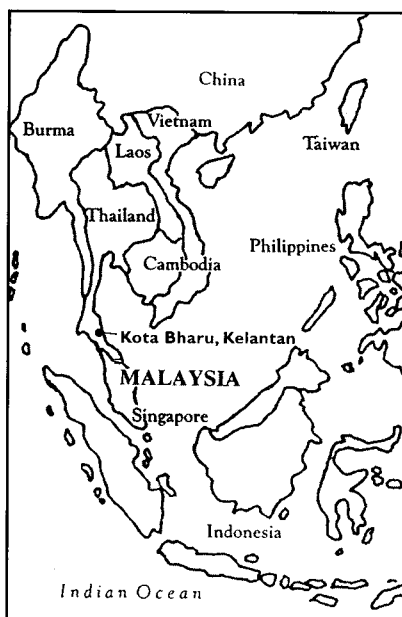 China
Vietnam
Burma
Taiwan
Laos
Thailand
Philippines
Cambodia
Kota Bharu, Kelantan
MALAYSIA
Singapore
Indonesia
Indian Ocean